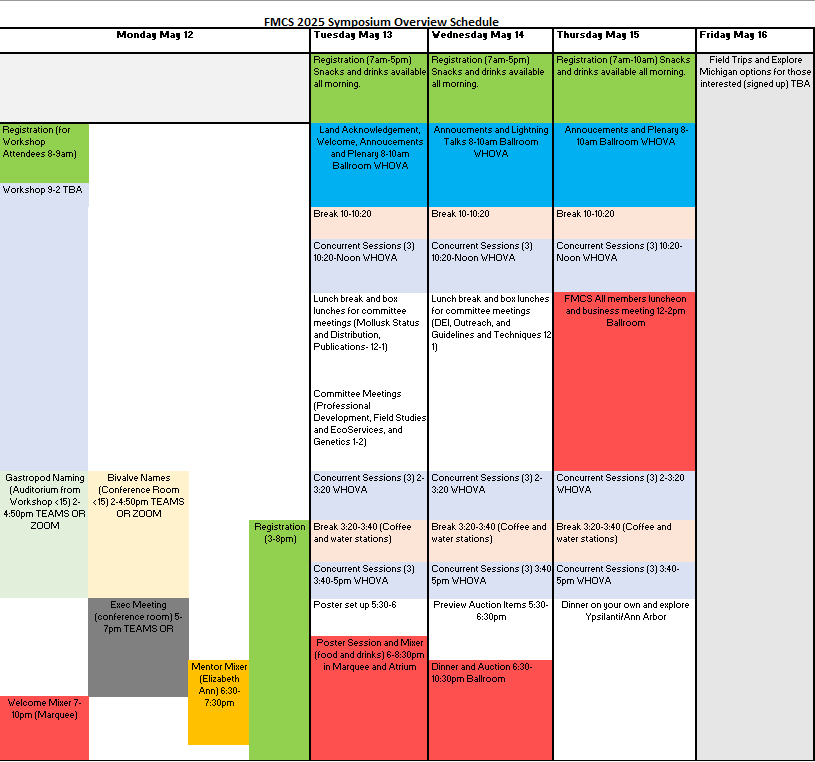 FMCS 2025 Symposium Overview Schedule
Monday May 12
Tuesday May 13
Wednesday May 14
Thursday May 15
Friday May 16
Registration (7am-5pm)
Snacks and drinks available
all morning.
Registration (7am-5pm)
Snacks and drinks available
all morning.
Registration (7am-10am) Snacks
and drinks available all morning.
Field Trips and Explore
Michigan options for those
interested (signed up) TBA
Registration (for
Workshop
Attendees 8-9am)
Land Acknowledgement,
Welcome, Annoucements
and Plenary 8-10am
Ballroom WHOVA
Annoucments and Lightning
Talks 8-10am Ballroom
WHOVA
Annoucements and Plenary 8-
10am Ballroom WHOVA
Workshop 9-2 TBA
Break 10-10:20
Break 10-10:20
Break 10-10:20
Concurrent Sessions (3)
10:20-Noon WHOVA
Concurrent Sessions (3)
10:20-Noon WHOVA
Concurrent Sessions (3) 10:20-
Noon WHOVA
Lunch break and box
lunches for committee
meetings (Mollusk Status
and Distribution,
Publications- 12-1)
Lunch break and box lunches
for committee meetings
(DEI, Outreach, and
Guidelines and Techniques 12
1)
FMCS All members luncheon
and business meeting 12-2pm
Ballroom
Committee Meetings
(Professional
Development, Field Studies
and EcoServices, and
Genetics 1-2)
Gastropod Naming
(Auditorium from
Workshop <15) 2-
4:50pm TEAMS OR
ZOOM
Bivalve Names
(Conference Room
<15) 2-4:50pm TEAMS
OR ZOOM
Concurrent Sessions (3) 2-
3:20 WHOVA
Concurrent Sessions (3) 2-
3:20 WHOVA
Concurrent Sessions (3) 2-3:20
WHOVA
Registration
(3-8pm)
Break 3:20-3:40 (Coffee
and water stations)
Break 3:20-3:40 (Coffee and
water stations)
Break 3:20-3:40 (Coffee and
water stations)
Concurrent Sessions (3)
3:40-5pm WHOVA
Concurrent Sessions (3) 3:40
5pm WHOVA
Concurrent Sessions (3) 3:40-
5pm WHOVA
Exec Meeting
(conference room) 5-
7pm TEAMS OR
Poster set up 5:30-6
Preview Auction Items 5:30-
6:30pm
Dinner on your own and explore
Ypsilanti/Ann Arbor
Poster Session and Mixer
(food and drinks) 6-8:30pm
in Marquee and Atrium
Mentor Mixer
(Elizabeth
Ann) 6:30-
7:30pm
Dinner and Auction 6:30-
10:30pm Ballroom
Welcome Mixer 7-
10pm (Marquee)